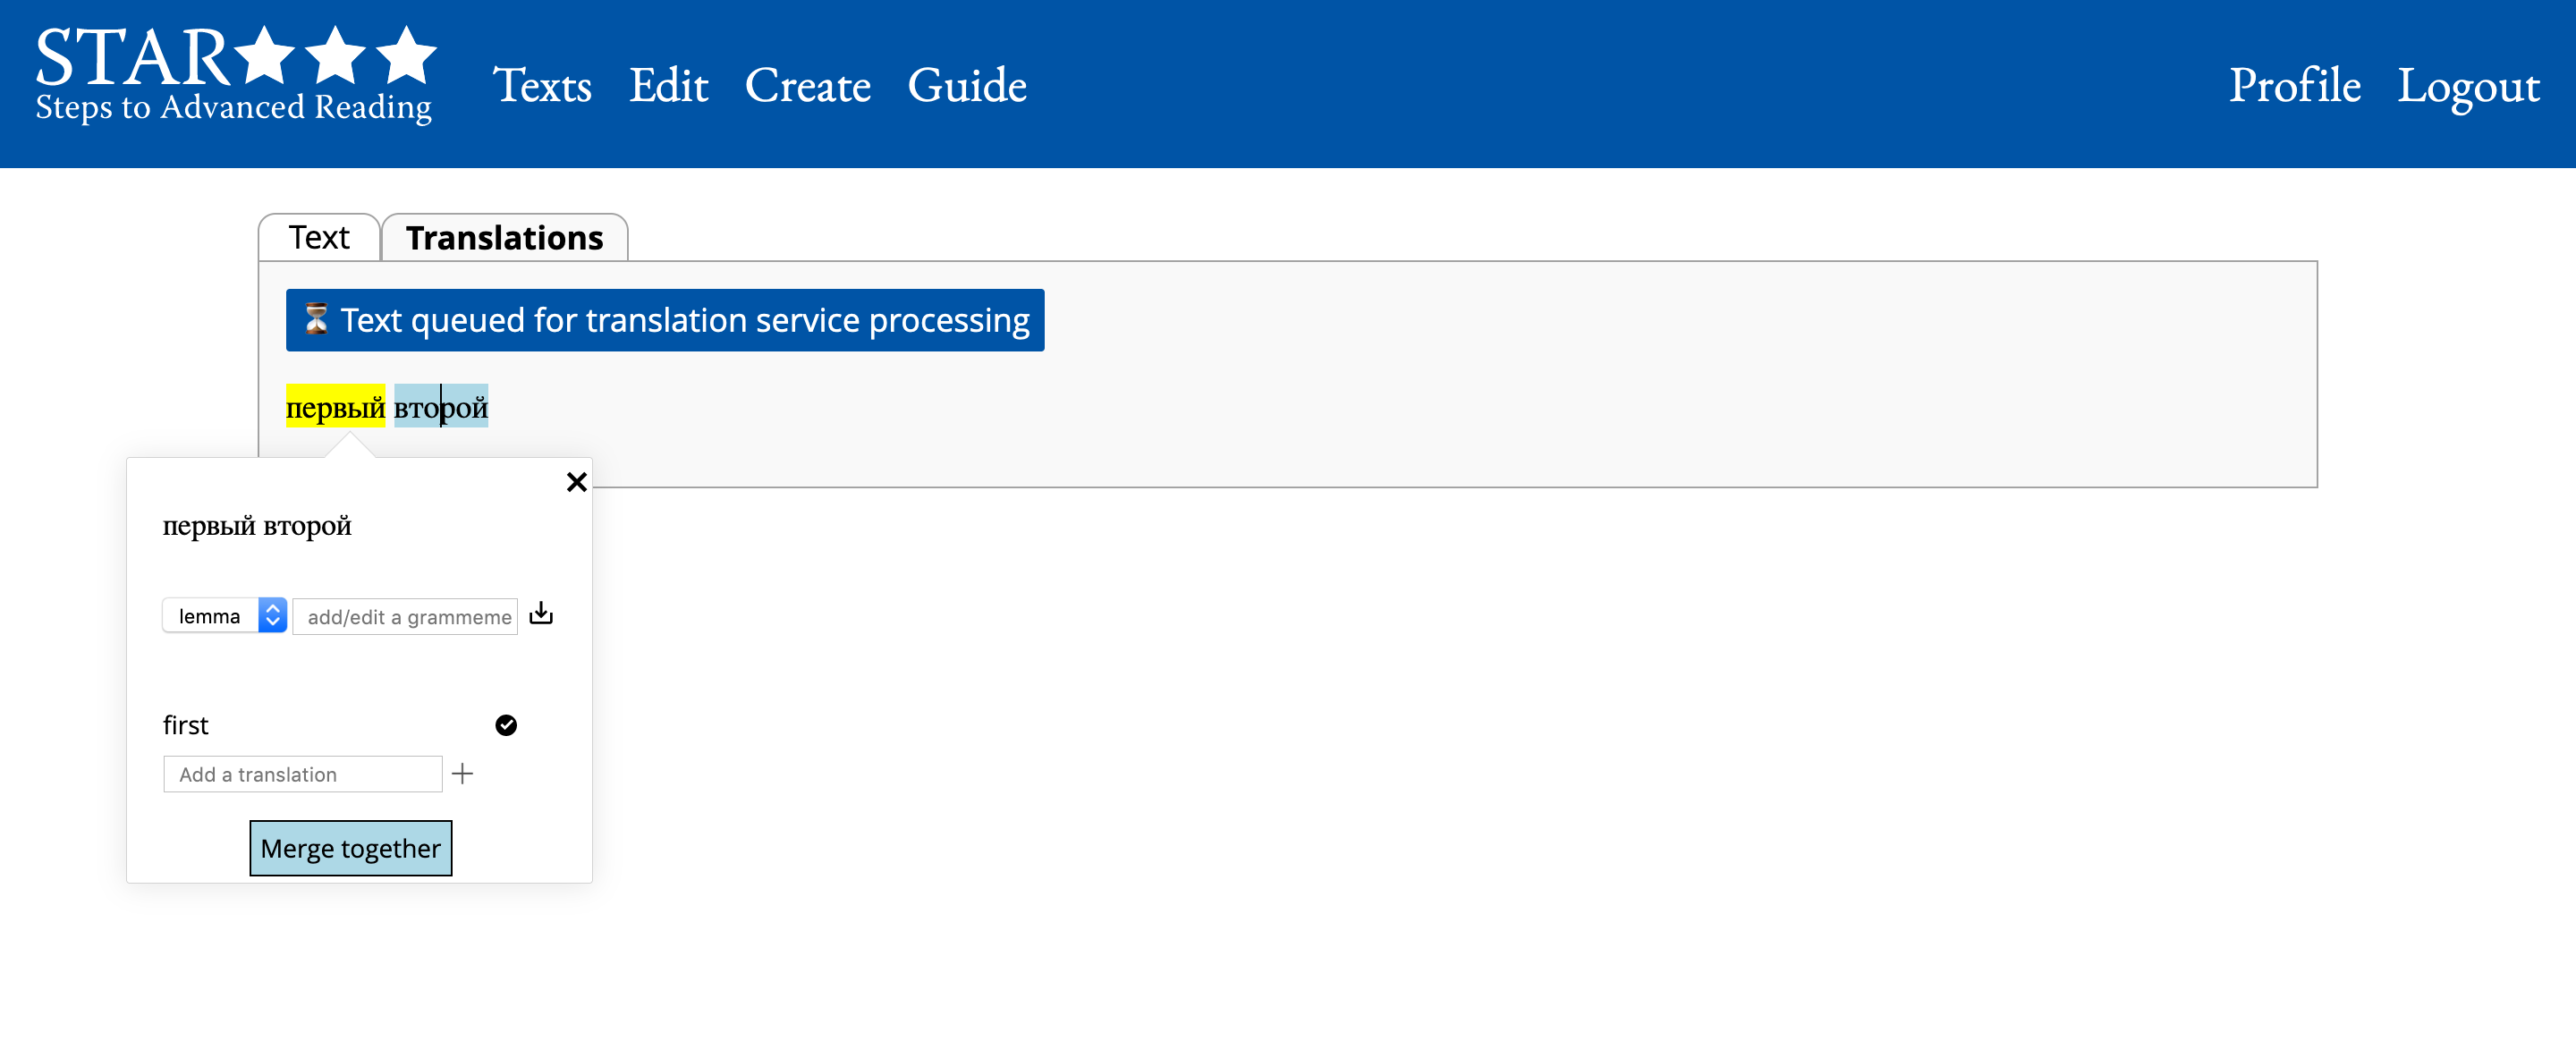 STAR★★★
Steps to Advanced Reading
Texts Edit Create Guide Profile Logout
Text Translations
⌛ Text queued for translation service processing
первый второй
первый второй
lemma add/edit a grammeme
first
Add a translation
Merge together